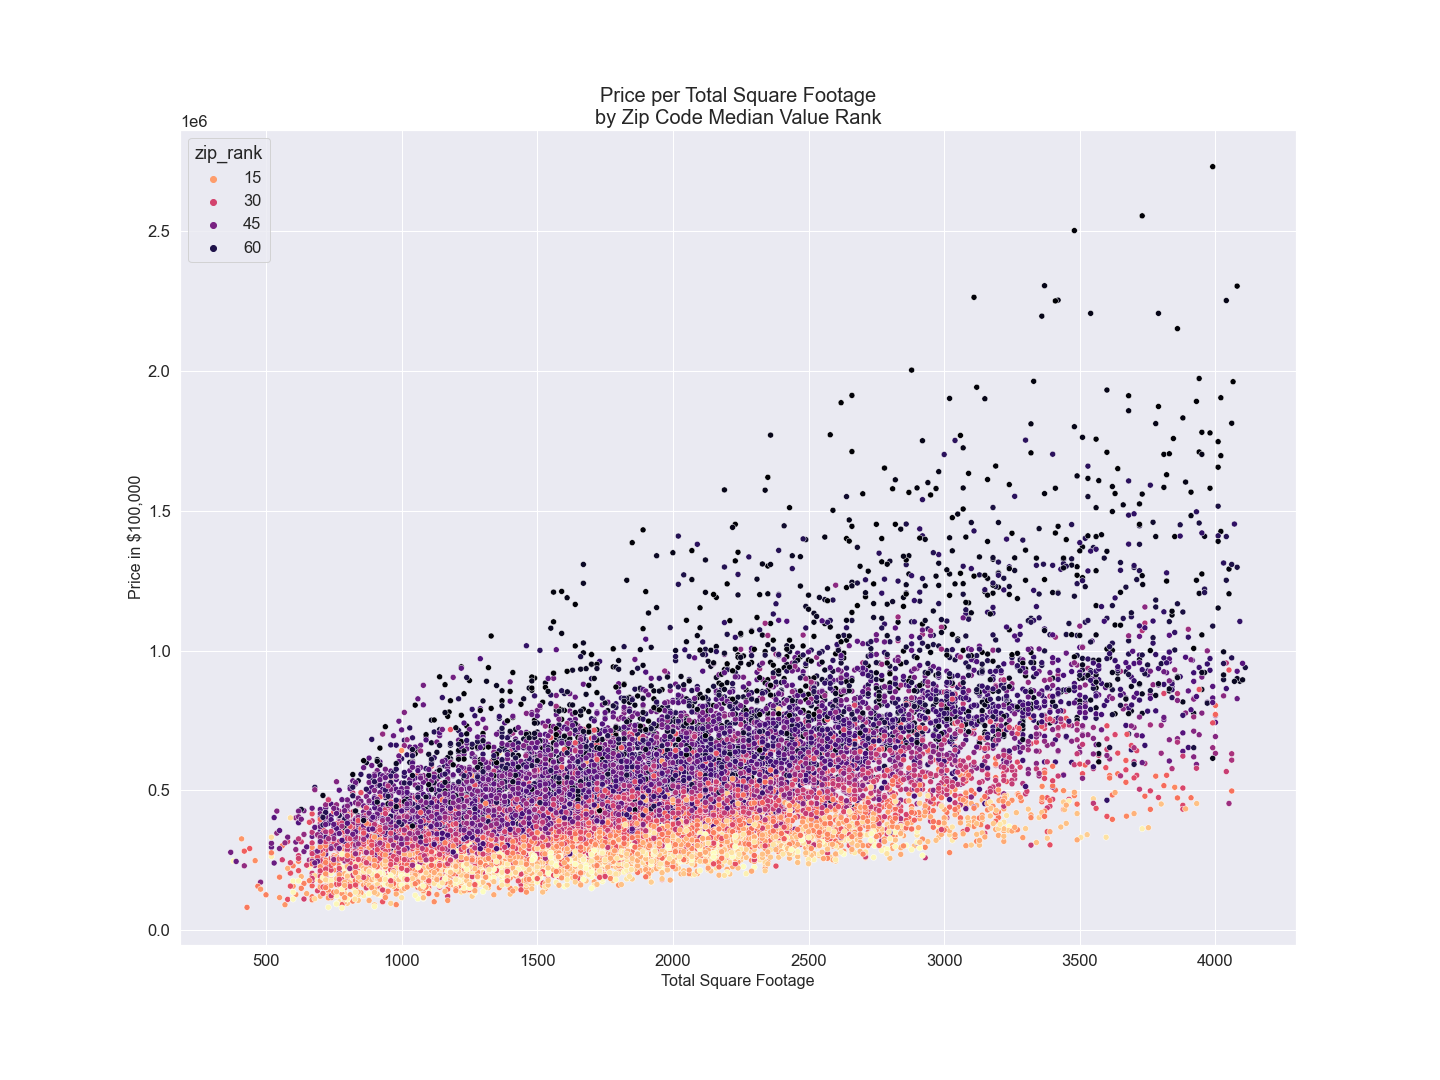 Price per Total Square Footage
by Zip Code Median Value Rank
1e6
zip_rank
15
30
45
60
2.5
2.0
1.5
1.0
0.5
0.0
Price in $100,000
500 1000 1500 2000 2500 3000 3500 4000
Total Square Footage